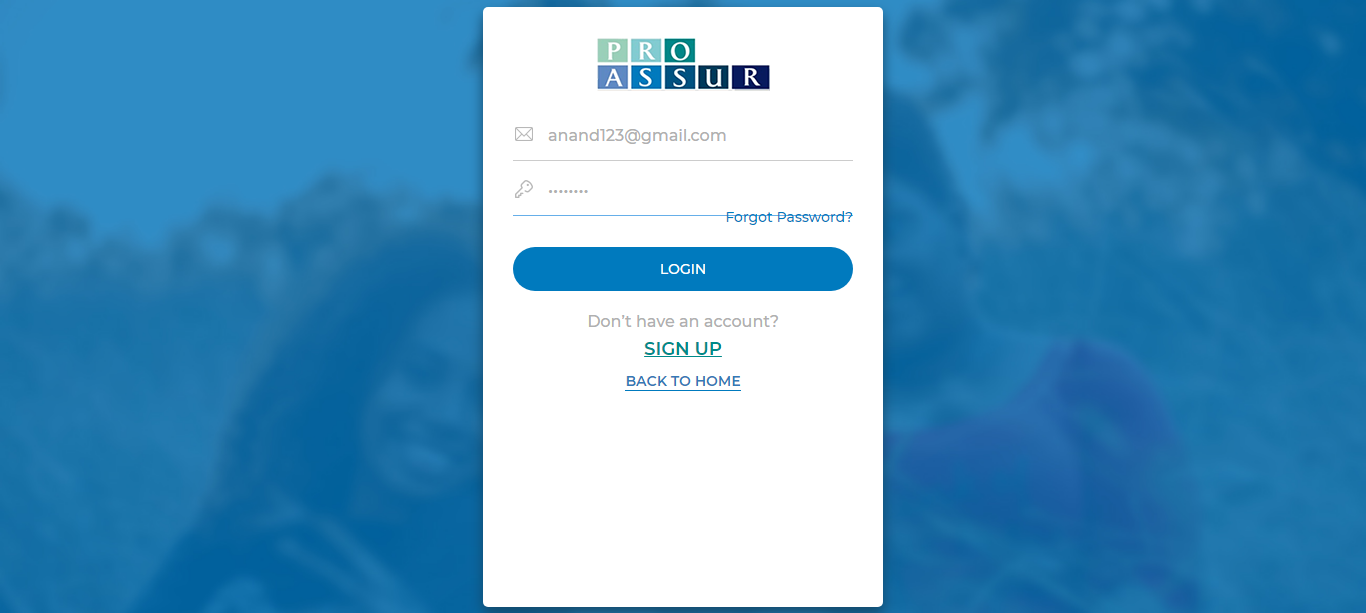 PRO
ASSUR
anand123@gmail.com
••••••••
Forgot Password?
LOGIN
Don't have an account?
SIGN UP
BACK TO HOME